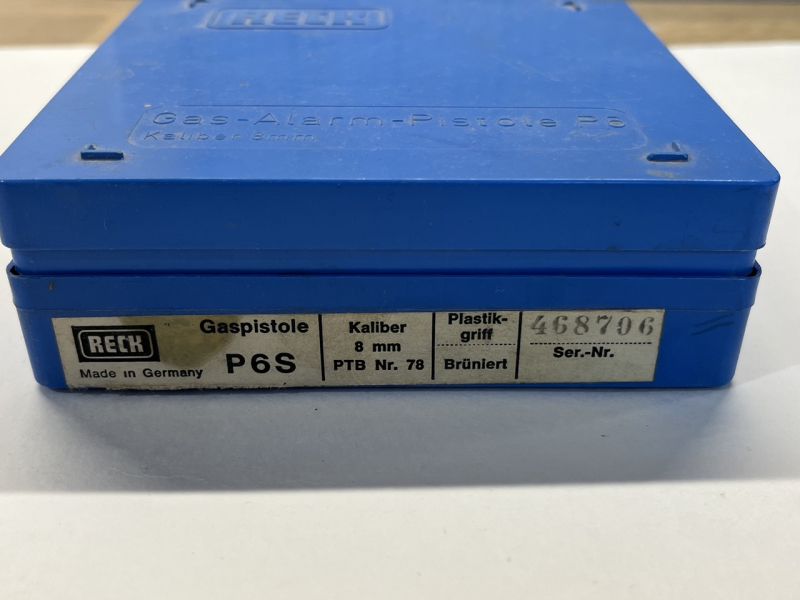 RECK
Gas-Alarm-Pistole P6
Kaliber 8mm
RECK
Made in Germany
Gaspistole
P6S
Kaliber
8 mm
PTB Nr. 78
Plastik-
griff
Brüniert
468706
Ser.-Nr.